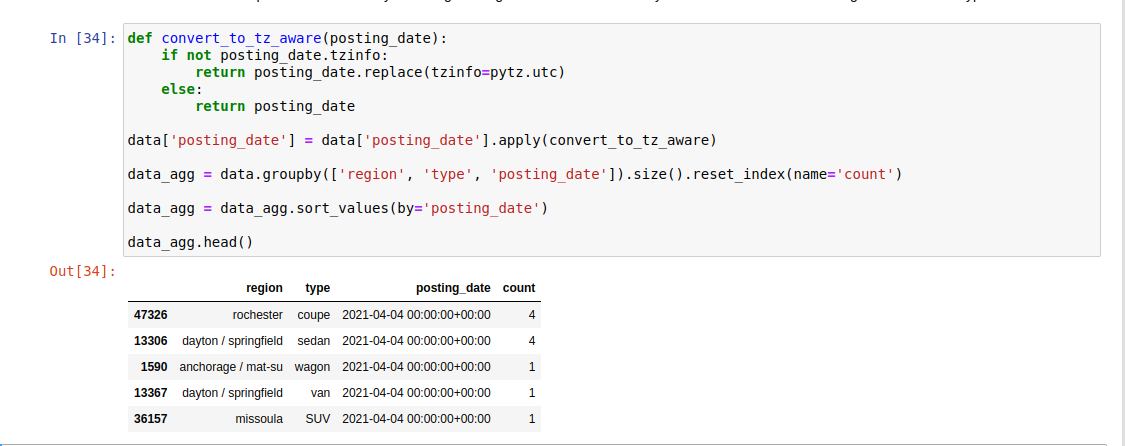 In [34]: def convert_to_tz_aware(posting_date):
    if not posting_date.tzinfo:
        return posting_date.replace(tzinfo=pytz.utc)
    else:
        return posting_date
data['posting_date'] = data['posting_date'].apply(convert_to_tz_aware)
data_agg = data.groupby(['region', 'type', 'posting_date']).size().reset_index(name='count')
data_agg = data_agg.sort_values(by='posting_date')
data_agg.head()
Out[34]:
region type posting_date count
47326 rochester coupe 2021-04-04 00:00:00+00:00 4
13306 dayton / springfield sedan 2021-04-04 00:00:00+00:00 4
1590 anchorage / mat-su wagon 2021-04-04 00:00:00+00:00 1
13367 dayton / springfield van 2021-04-04 00:00:00+00:00 1
36157 missoula SUV 2021-04-04 00:00:00+00:00 1